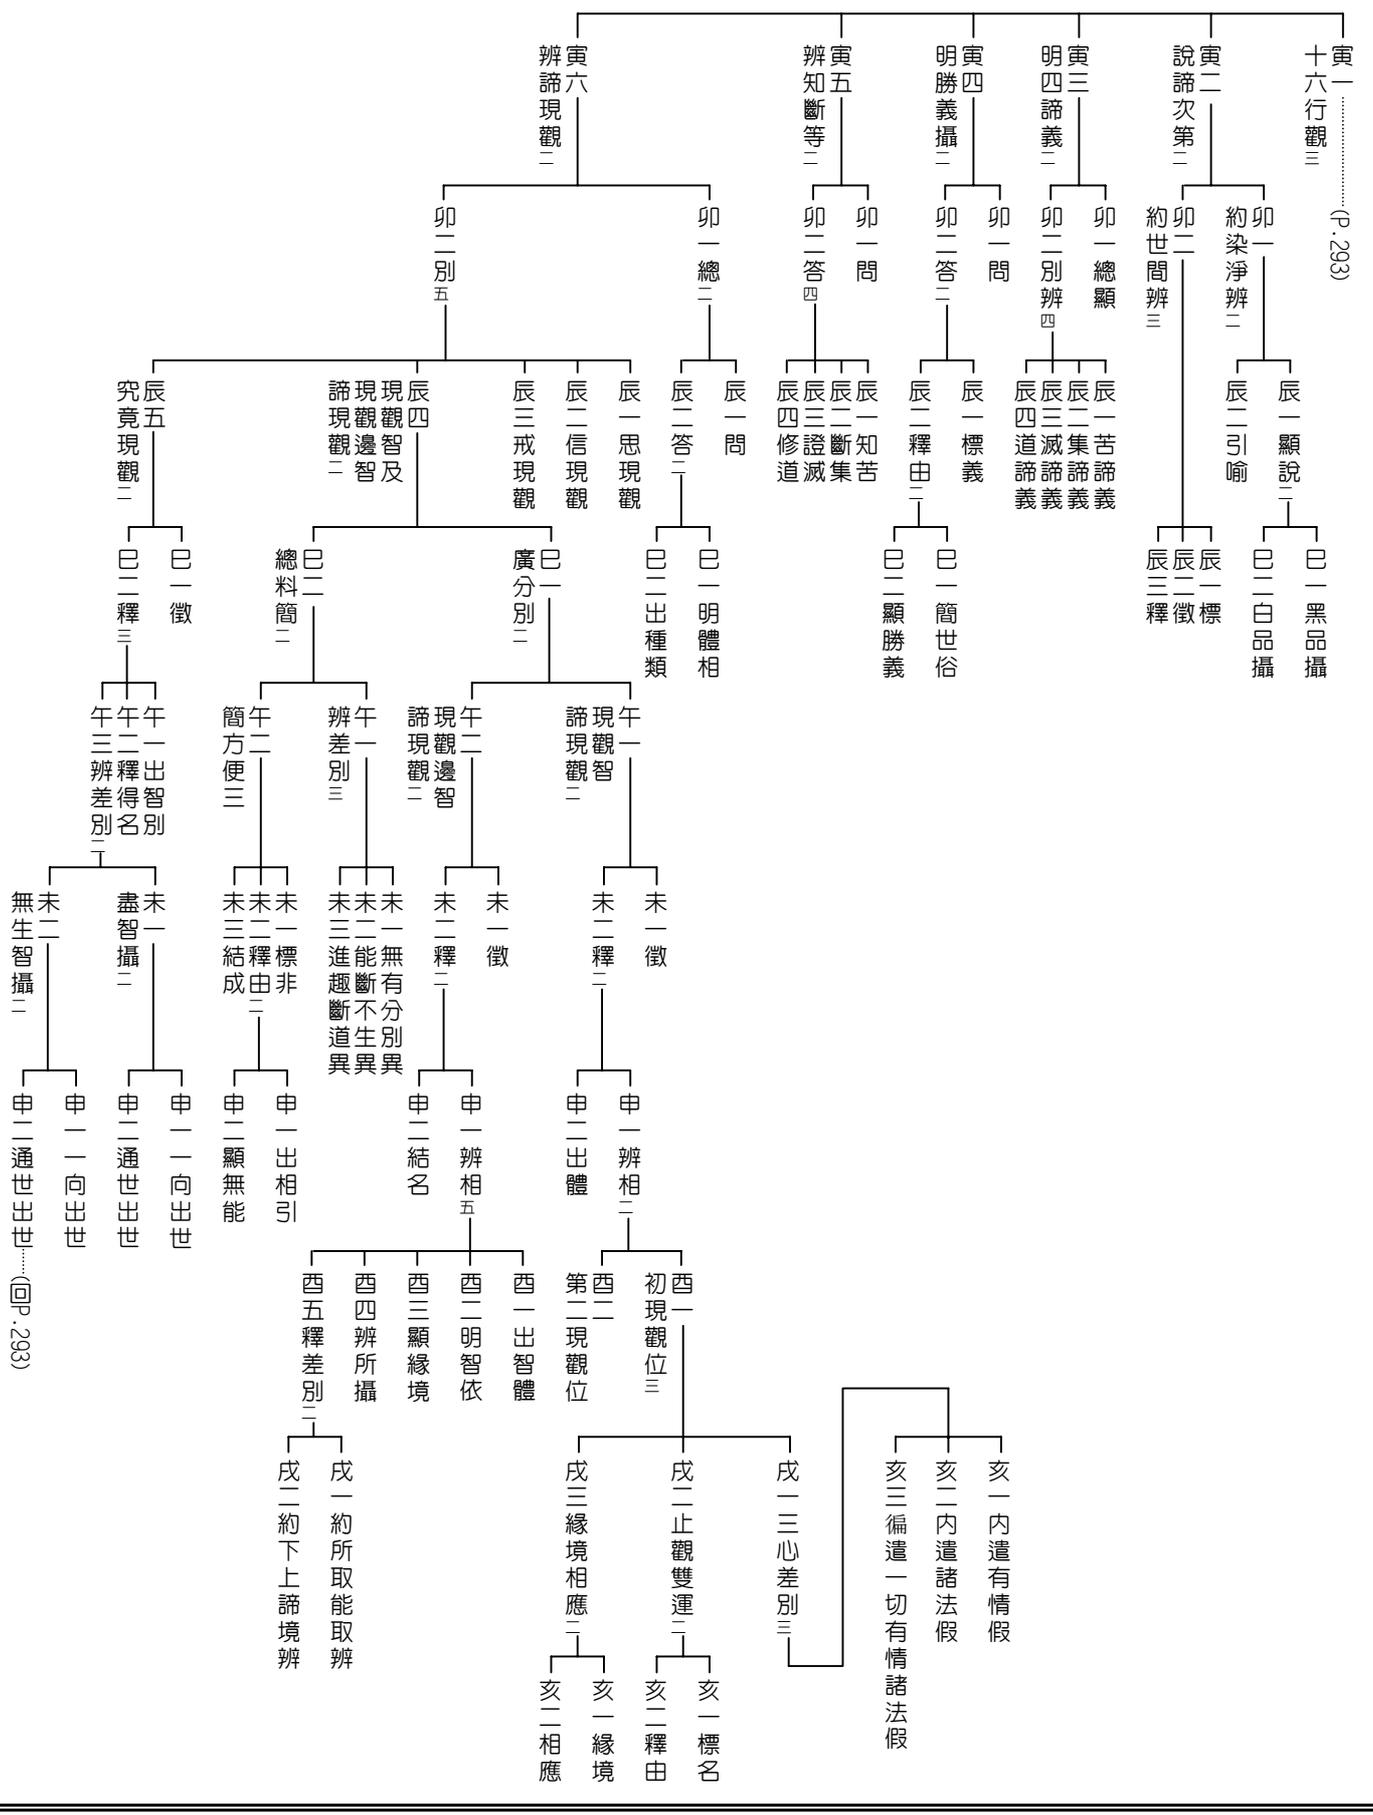 寅一
十六行觀三
(P.293)
寅二
說諦次第二
卯一
約染淨辨二
辰一顯說二
巳一黑品攝
巳二白品攝
辰二引喻
卯二
約世間辨三
辰一標
辰二徵
辰三釋
寅三
明四諦義二
卯一總顯
卯二別辨四
辰一苦諦義
辰二集諦義
辰三滅諦義
辰四道諦義
寅四
明勝義攝二
卯一問
卯二答二
辰一標義
辰二釋由二
巳一簡世俗
巳二顯勝義
寅五
辨知斷等二
卯一問
卯二答四
辰一知苦
辰二斷集
辰三證滅
辰四修道
寅六
辨諦現觀二
卯一總二
辰一問
辰二答二
巳一明體相
巳二出種類
卯二別五
辰一思現觀
辰二信現觀
辰三戒現觀
辰四
現觀智及
現觀邊智
諦現觀二
巳一
廣分別二
午一
現觀智
諦現觀二
未一徵
未二釋二
申一辨相二
酉一
初現觀位三
戌一三心差別三
亥一內遣有情假
亥二內遣諸法假
亥三徧遣一切有情諸法假
戌二止觀雙運二
亥一標名
亥二釋由
戌三緣境相應二
亥一緣境
亥二相應
酉二
第二現觀位
申二出體
午二
現觀邊智
諦現觀二
未一徵
未二釋二
申一辨相五
酉一出智體
酉二明智依
酉三顯緣境
酉四辨所攝
酉五釋差別二
戌一約所取能取辨
戌二約下上諦境辨
申二結名
巳二
總料簡二
午一
辨差別三
未一無有分別異
未二能斷不生異
未三進趣斷道異
午二
簡方便三
未一標非
未二釋由二
申一出相引
申二顯無能
未三結成
辰五
究竟現觀二
巳一徵
巳二釋三
午一出智別
午二釋得名
午三辨差別二
未一
盡智攝二
申一一向出世
申二通世出世
未二
無生智攝二
申一一向出世
申二通世出世
(回P.293)